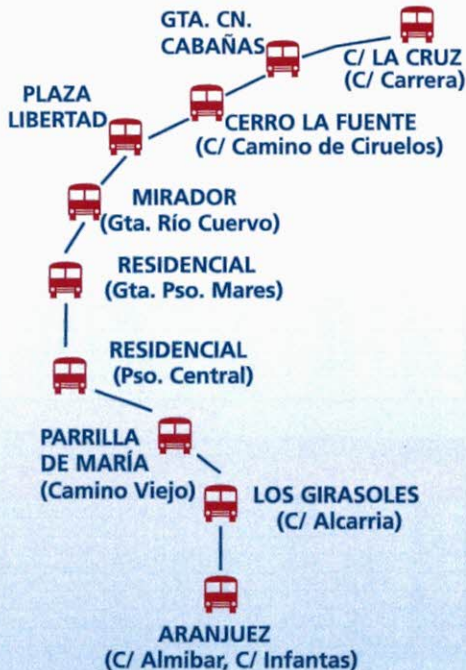 GTA. CN.
CABAÑAS
C/ LA CRUZ
(C/ Carrera)
PLAZA
LIBERTAD
CERRO LA FUENTE
(C/ Camino de Ciruelos)
MIRADOR
(Gta. Río Cuervo)
RESIDENCIAL
(Gta. Pso. Mares)
RESIDENCIAL
(Pso. Central)
PARRILLA
DE MARÍA
(Camino Viejo)
LOS GIRASOLES
(C/ Alcarria)
ARANJUEZ
(C/ Almibar, C/ Infantas)